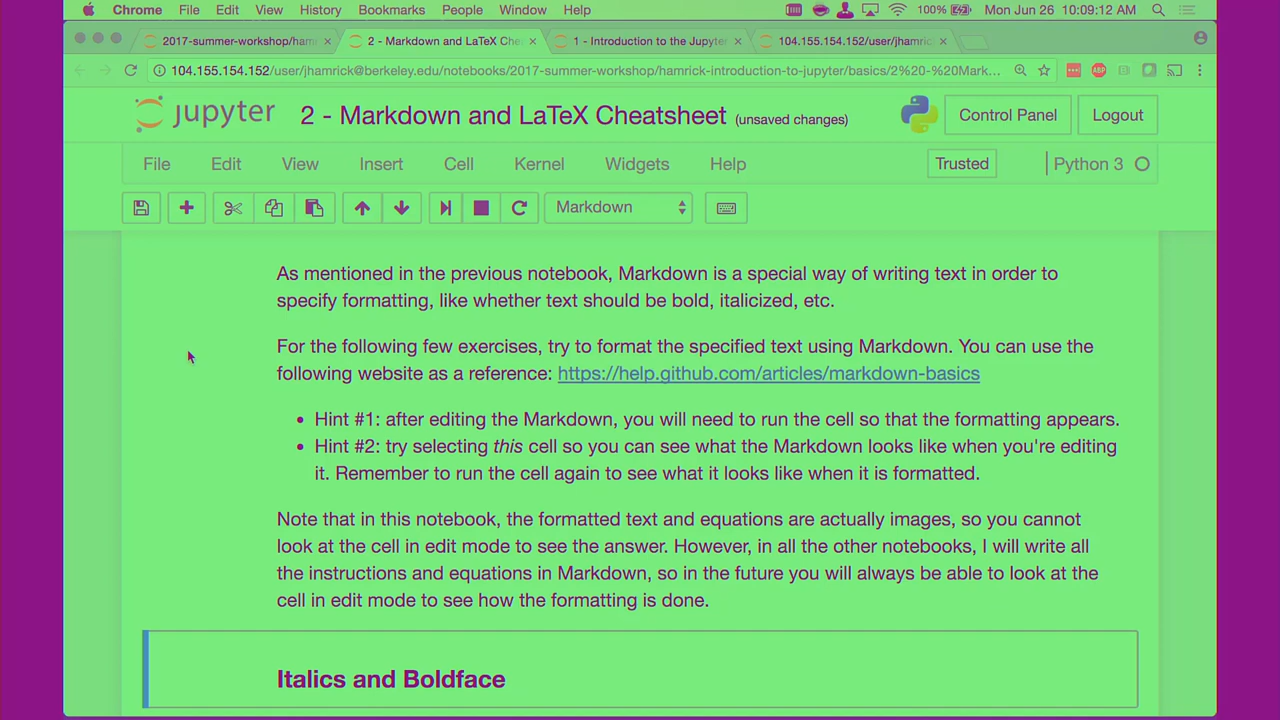 Chrome File Edit View History Bookmarks People Window Help 100% Mon Jun 26 10:09:12 AM
2017-summer-workshop/ham × 2 - Markdown and LaTeX Che × 1 - Introduction to the Jupyter × 104.155.154.152/user/jhamric ×
104.155.154.152/user/jhamrick@berkeley.edu/notebooks/2017-summer-workshop/hamrick-introduction-to-jupyter/basics/2%20-%20Mark... ABP
jupyter 2 - Markdown and LaTeX Cheatsheet (unsaved changes) Control Panel Logout
File Edit View Insert Cell Kernel Widgets Help Trusted Python 3
Markdown
As mentioned in the previous notebook, Markdown is a special way of writing text in order to
specify formatting, like whether text should be bold, italicized, etc.
For the following few exercises, try to format the specified text using Markdown. You can use the
following website as a reference: https://help.github.com/articles/markdown-basics
• Hint #1: after editing the Markdown, you will need to run the cell so that the formatting appears.
• Hint #2: try selecting this cell so you can see what the Markdown looks like when you're editing
it. Remember to run the cell again to see what it looks like when it is formatted.
Note that in this notebook, the formatted text and equations are actually images, so you cannot
look at the cell in edit mode to see the answer. However, in all the other notebooks, I will write all
the instructions and equations in Markdown, so in the future you will always be able to look at the
cell in edit mode to see how the formatting is done.
Italics and Boldface